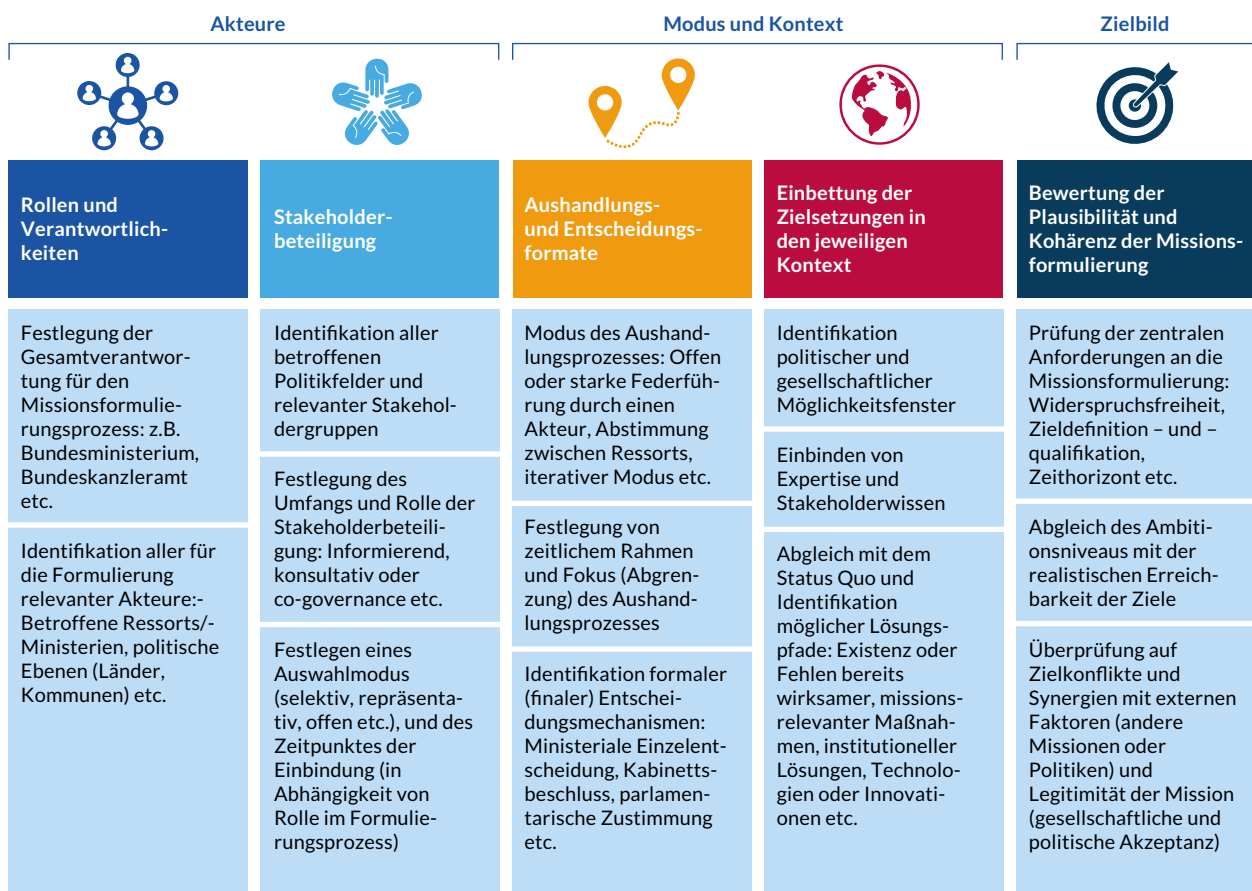 Akteure
Modus und Kontext
Zielbild
Rollen und
Verantwortlich-
keiten
Stakeholder-
beteiligung
Aushandlungs-
und Entscheidungs-
formate
Einbettung der
Zielsetzungen in
den jeweiligen
Kontext
Bewertung der
Plausibilität und
Kohärenz der Missions-
formulierung
Festlegung der
Gesamtverantwor-
tung für den
Missionsformulie-
rungsprozess: z.B.
Bundesministerium,
Bundeskanzleramt
etc.
Identifikation aller für
die Formulierung
relevanter Akteure:-
Betroffene Ressorts/-
Ministerien, politische
Ebenen (Länder,
Kommunen) etc.
Identifikation aller
betroffenen
Politikfelder und
relevanter Stakehol-
dergruppen
Festlegung des
Umfangs und Rolle der
Stakeholderbeteili-
gung: Informierend,
konsultativ oder
co-governance etc.
Festlegen eines
Auswahlmodus
(selektiv, repräsenta-
tiv, offen etc.), und des
Zeitpunktes der
Einbindung (in
Abhängigkeit von
Rolle im Formulie-
rungsprozess)
Modus des Aushand-
lungsprozesses: Offen
oder starke Federfüh-
rung durch einen
Akteur, Abstimmung
zwischen Ressorts,
iterativer Modus etc.
Festlegung von
zeitlichem Rahmen
und Fokus (Abgren-
zung) des Aushand-
lungsprozesses
Identifikation formaler
(finaler) Entschei-
dungsmechanismen:
Ministeriale Einzelent-
scheidung, Kabinetts-
beschluss, parlamen-
tarische Zustimmung
etc.
Identifikation
politischer und
gesellschaftlicher
Möglichkeitsfenster
Einbinden von
Expertise und
Stakeholderwissen
Abgleich mit dem
Status Quo und
Identifikation
möglicher Lösungs-
pfade: Existenz oder
Fehlen bereits
wirksamer, missions-
relevanter Maßnah-
men, institutioneller
Lösungen, Technolo-
gien oder Innovati-
onen etc.
Prüfung der zentralen
Anforderungen an die
Missionsformulierung:
Widerspruchsfreiheit,
Zieldefinition – und –
qualifikation,
Zeithorizont etc.
Abgleich des Ambiti-
onsniveaus mit der
realistischen Erreich-
barkeit der Ziele
Überprüfung auf
Zielkonflikte und
Synergien mit externen
Faktoren (andere
Missionen oder
Politiken) und
Legitimität der Mission
(gesellschaftliche und
politische Akzeptanz)